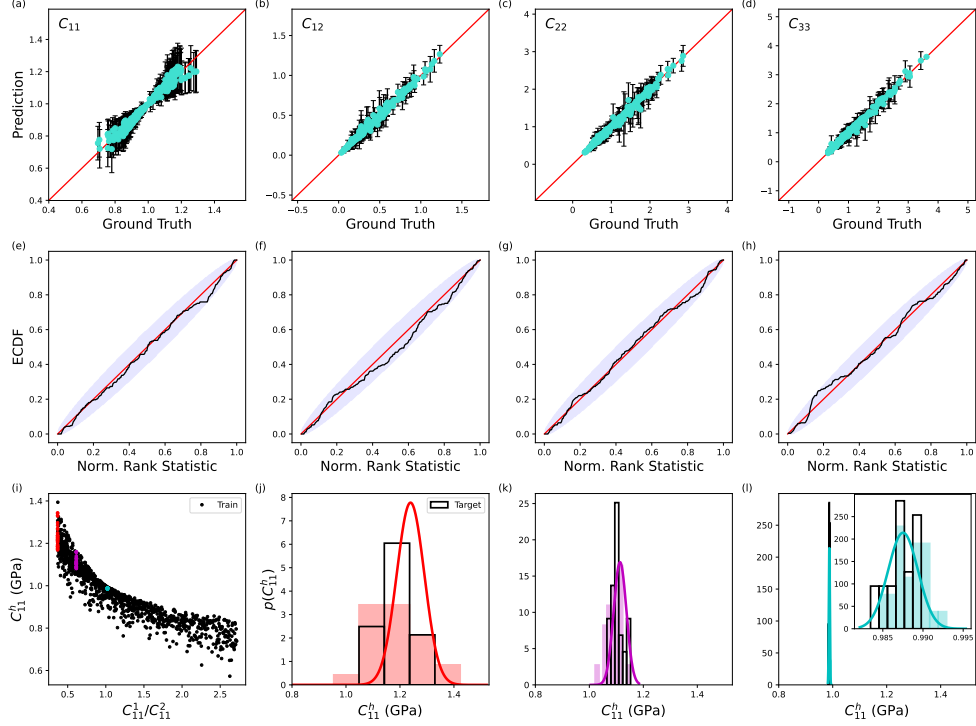 (a) (b) (c) (d)
C11 C12 C22 C33
Prediction
1.4 1.2 1.0 0.8 0.6 0.4
1.5 1.0 0.5 0.0 −0.5
4 3 2 1 0
5 4 3 2 1 0 −1
0.4 0.6 0.8 1.0 1.2 1.4
−0.5 0.0 0.5 1.0 1.5
0 1 2 3 4
−1 0 1 2 3 4 5
Ground Truth Ground Truth Ground Truth Ground Truth
(e) (f) (g) (h)
ECDF
1.0 0.8 0.6 0.4 0.2 0.0
1.0 0.8 0.6 0.4 0.2 0.0
1.0 0.8 0.6 0.4 0.2 0.0
1.0 0.8 0.6 0.4 0.2 0.0
0.0 0.2 0.4 0.6 0.8 1.0
0.0 0.2 0.4 0.6 0.8 1.0
0.0 0.2 0.4 0.6 0.8 1.0
0.0 0.2 0.4 0.6 0.8 1.0
Norm. Rank Statistic Norm. Rank Statistic Norm. Rank Statistic Norm. Rank Statistic
(i) (j) (k) (l)
Train
Target
C11^h (GPa)
1.4 1.2 1.0 0.8 0.6
0.5 1.0 1.5 2.0 2.5
C11^1/C11^2
p(C11^h)
8 7 6 5 4 3 2 1 0
0.8 1.0 1.2 1.4
C11^h (GPa)
25 20 15 10 5 0
0.8 1.0 1.2 1.4
C11^h (GPa)
250 200 150 100 50 0
250 200 150 100 50 0
0.985 0.990 0.995
0.8 1.0 1.2 1.4
C11^h (GPa)